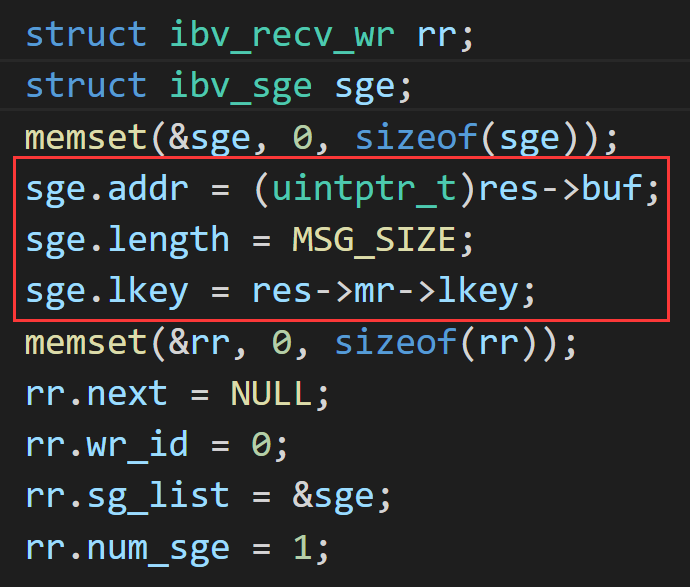 struct ibv_recv_wr rr;
struct ibv_sge sge;
memset(&sge, 0, sizeof(sge));
sge.addr = (uintptr_t)res->buf;
sge.length = MSG_SIZE;
sge.lkey = res->mr->lkey;
memset(&rr, 0, sizeof(rr));
rr.next = NULL;
rr.wr_id = 0;
rr.sg_list = &sge;
rr.num_sge = 1;